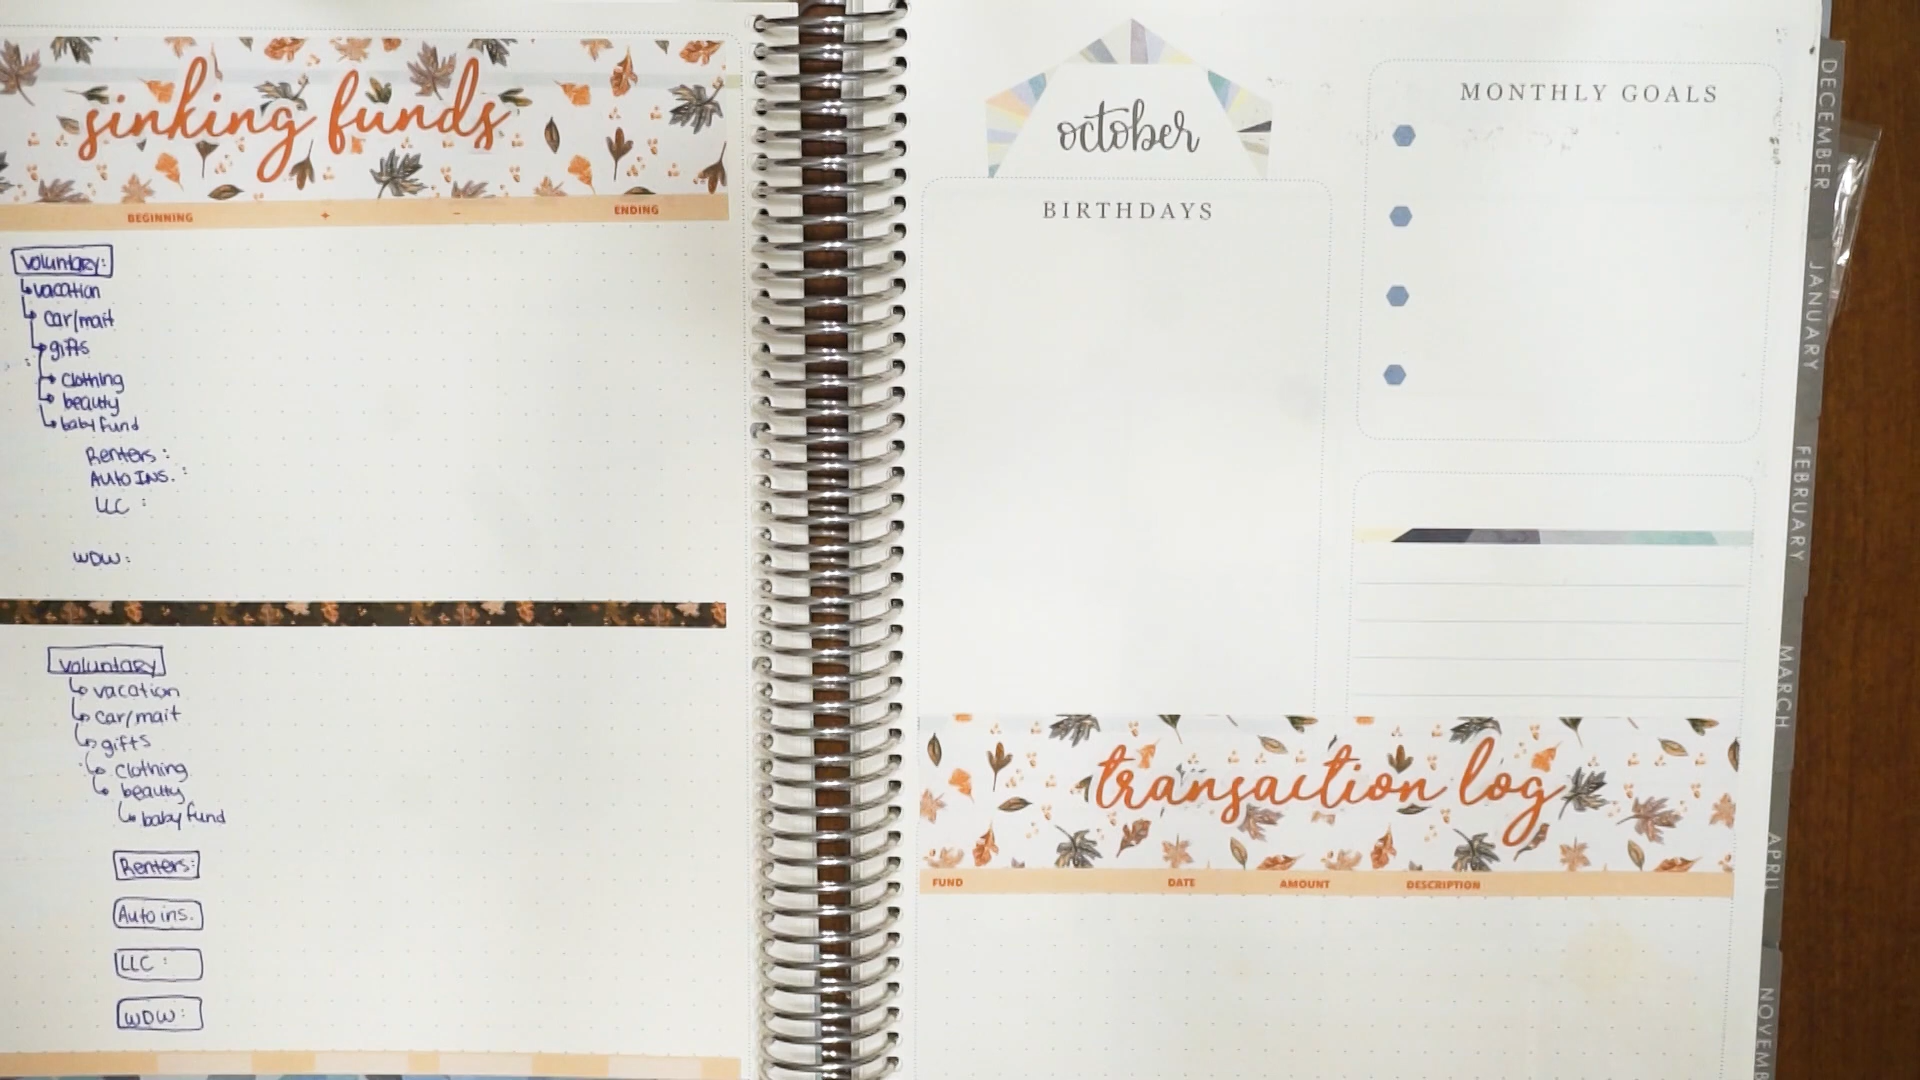 sinking funds
BEGINNING + - ENDING
voluntary:
vacation
car/mait
gifts
clothing
beauty
baby fund
Renters:
Auto INS.:
LLC:
WDW:
voluntary
vacation
car/mait
gifts
clothing
beauty
baby fund
Renters:
Auto ins.
LLC:
WDW:
october
BIRTHDAYS
MONTHLY GOALS
transaction log
FUND DATE AMOUNT DESCRIPTION
DECEMBER
JANUARY
FEBRUARY
MARCH
APRIL
NOVEMB